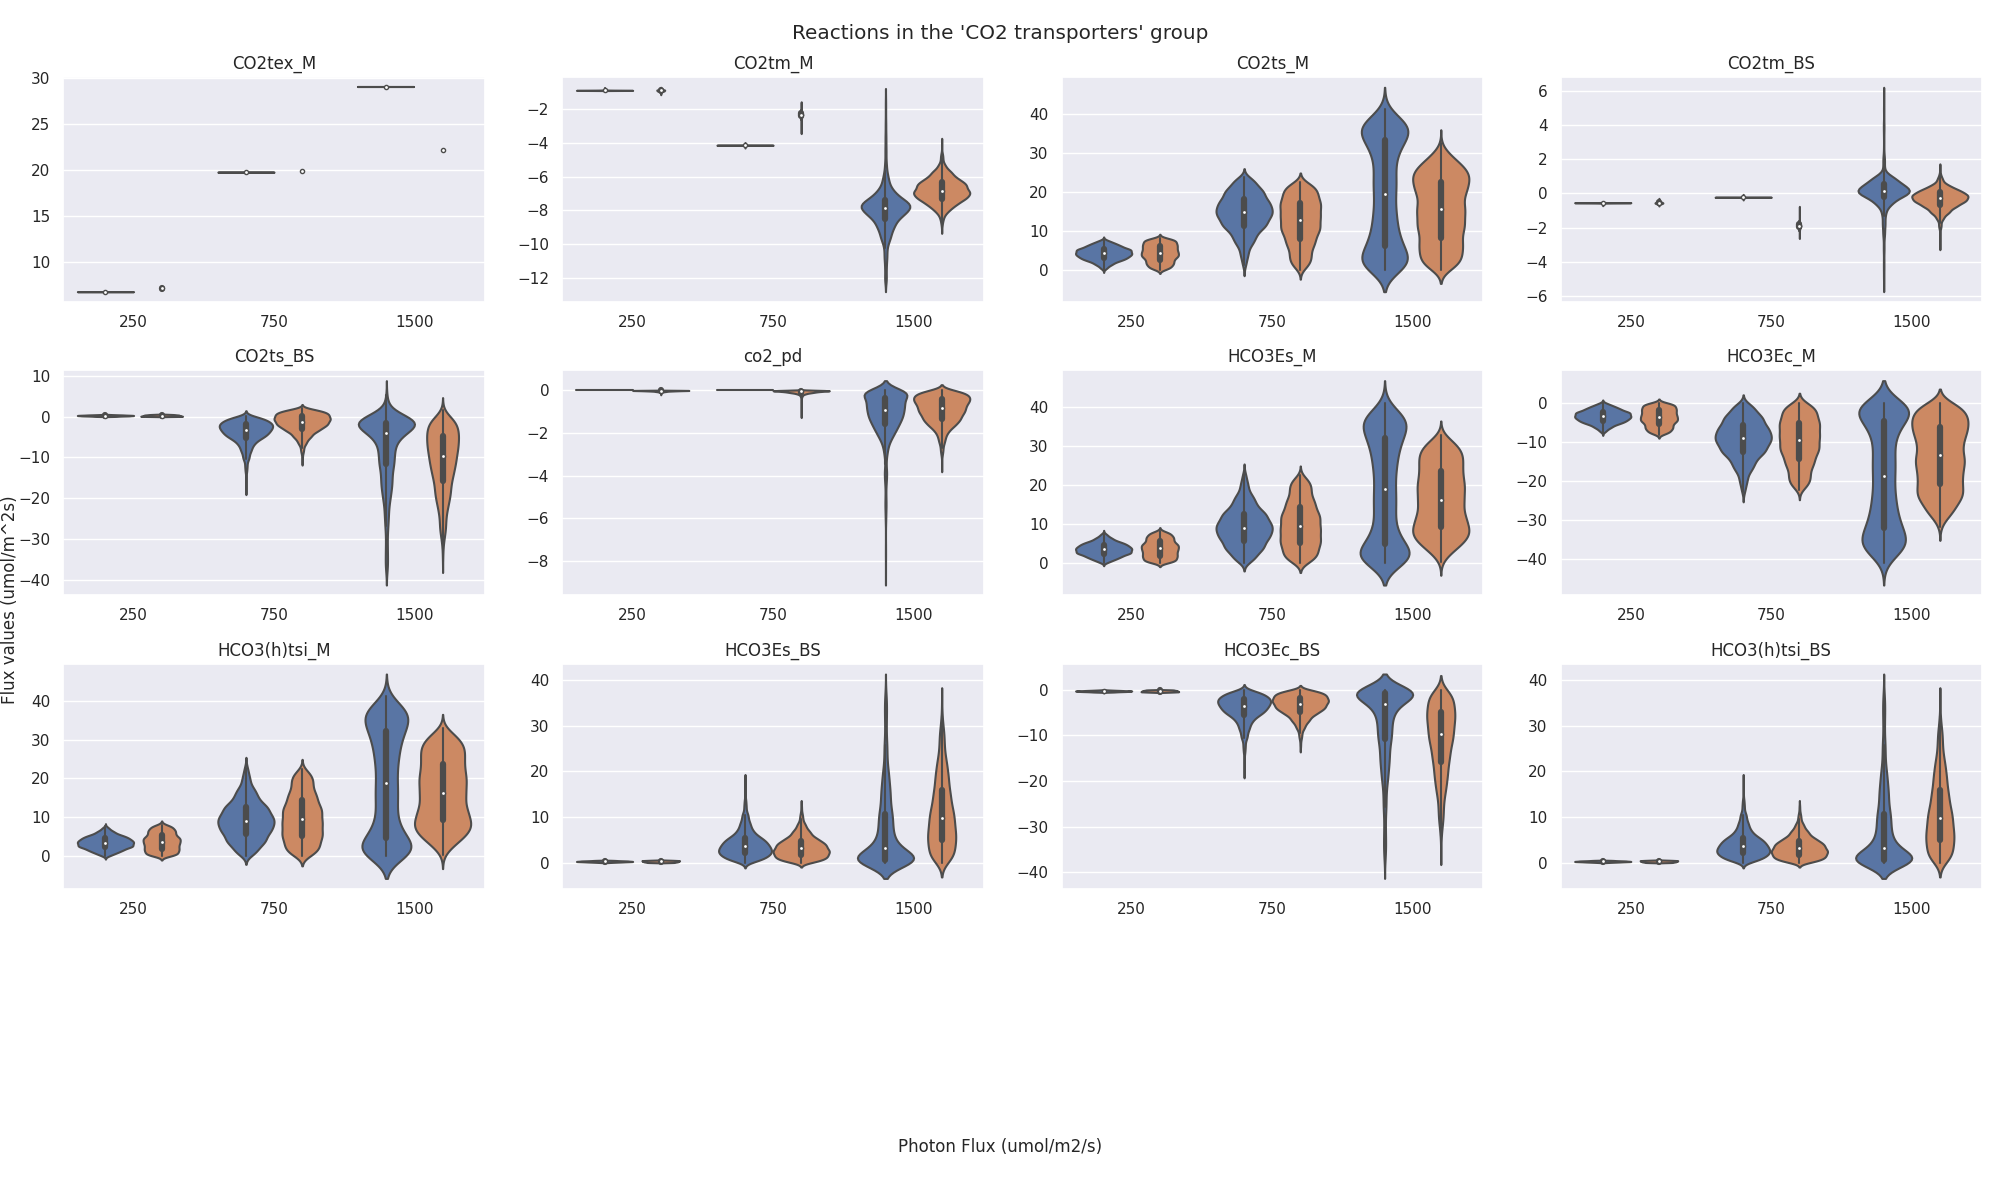 Reactions in the 'CO2 transporters' group
CO2tex_M
CO2tm_M
CO2ts_M
CO2tm_BS
30
25
20
15
10
250 750 1500
−2
−4
−6
−8
−10
−12
250 750 1500
40
30
20
10
0
250 750 1500
6
4
2
0
−2
−4
−6
250 750 1500
CO2ts_BS
co2_pd
HCO3Es_M
HCO3Ec_M
10
0
−10
−20
−30
−40
250 750 1500
0
−2
−4
−6
−8
250 750 1500
40
30
20
10
0
250 750 1500
0
−10
−20
−30
−40
250 750 1500
Flux values (umol/m^2s)
HCO3(h)tsi_M
HCO3Es_BS
HCO3Ec_BS
HCO3(h)tsi_BS
40
30
20
10
0
250 750 1500
40
30
20
10
0
250 750 1500
0
−10
−20
−30
−40
250 750 1500
40
30
20
10
0
250 750 1500
Photon Flux (umol/m2/s)